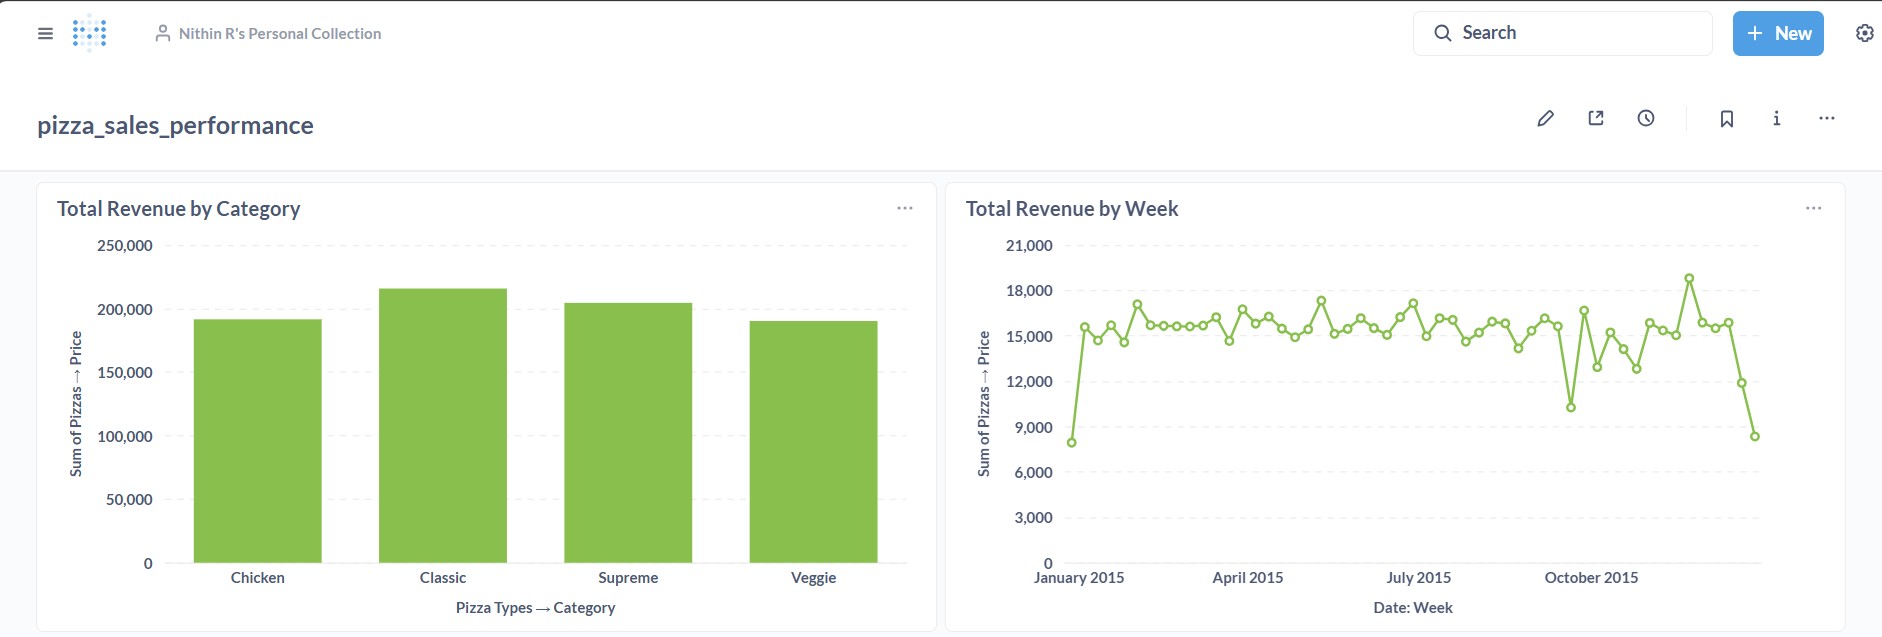 Nithin R's Personal Collection
Search
New
pizza_sales_performance
Total Revenue by Category
250,000
200,000
150,000
100,000
50,000
0
Sum of Pizzas → Price
Chicken Classic Supreme Veggie
Pizza Types → Category
Total Revenue by Week
21,000
18,000
15,000
12,000
9,000
6,000
3,000
0
Sum of Pizzas → Price
January 2015 April 2015 July 2015 October 2015
Date: Week